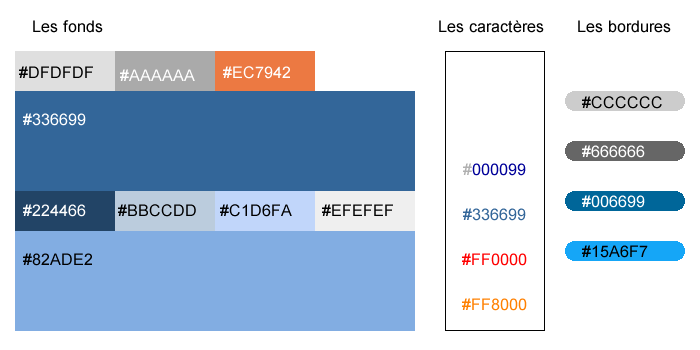 Les fonds
Les caractères
Les bordures
#DFDFDF
#AAAAAA
#EC7942
#CCCCCC
#336699
#666666
#000099
#224466
#BBCCDD
#C1D6FA
#EFEFEF
#336699
#006699
#82ADE2
#FF0000
#15A6F7
#FF8000